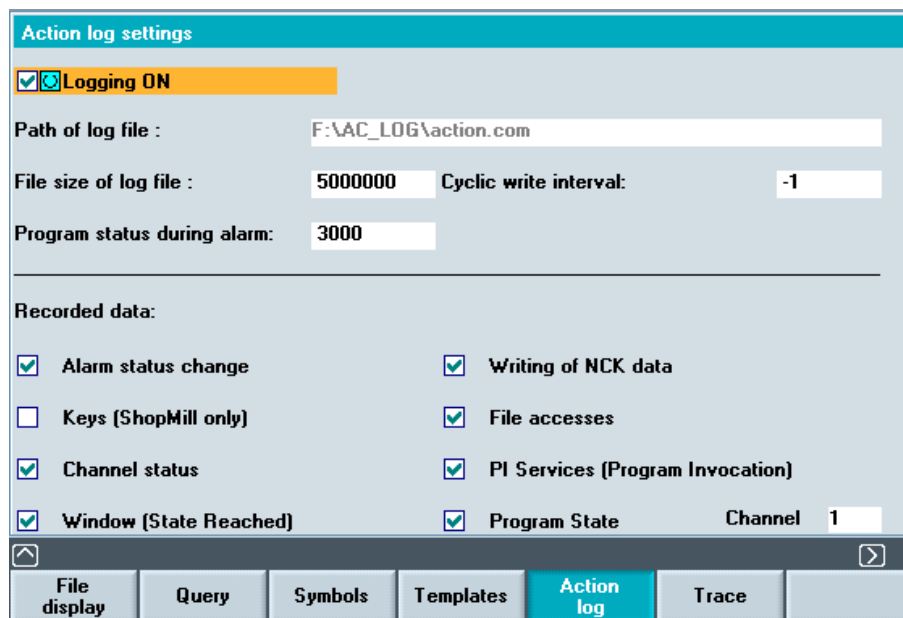 Action log settings
Logging ON
Path of log file : F:\AC_LOG\action.com
File size of log file : 5000000 Cyclic write interval: -1
Program status during alarm: 3000
Recorded data:
Alarm status change Writing of NCK data
Keys (ShopMill only) File accesses
Channel status PI Services (Program Invocation)
Window (State Reached) Program State Channel 1
File display Query Symbols Templates Action log Trace